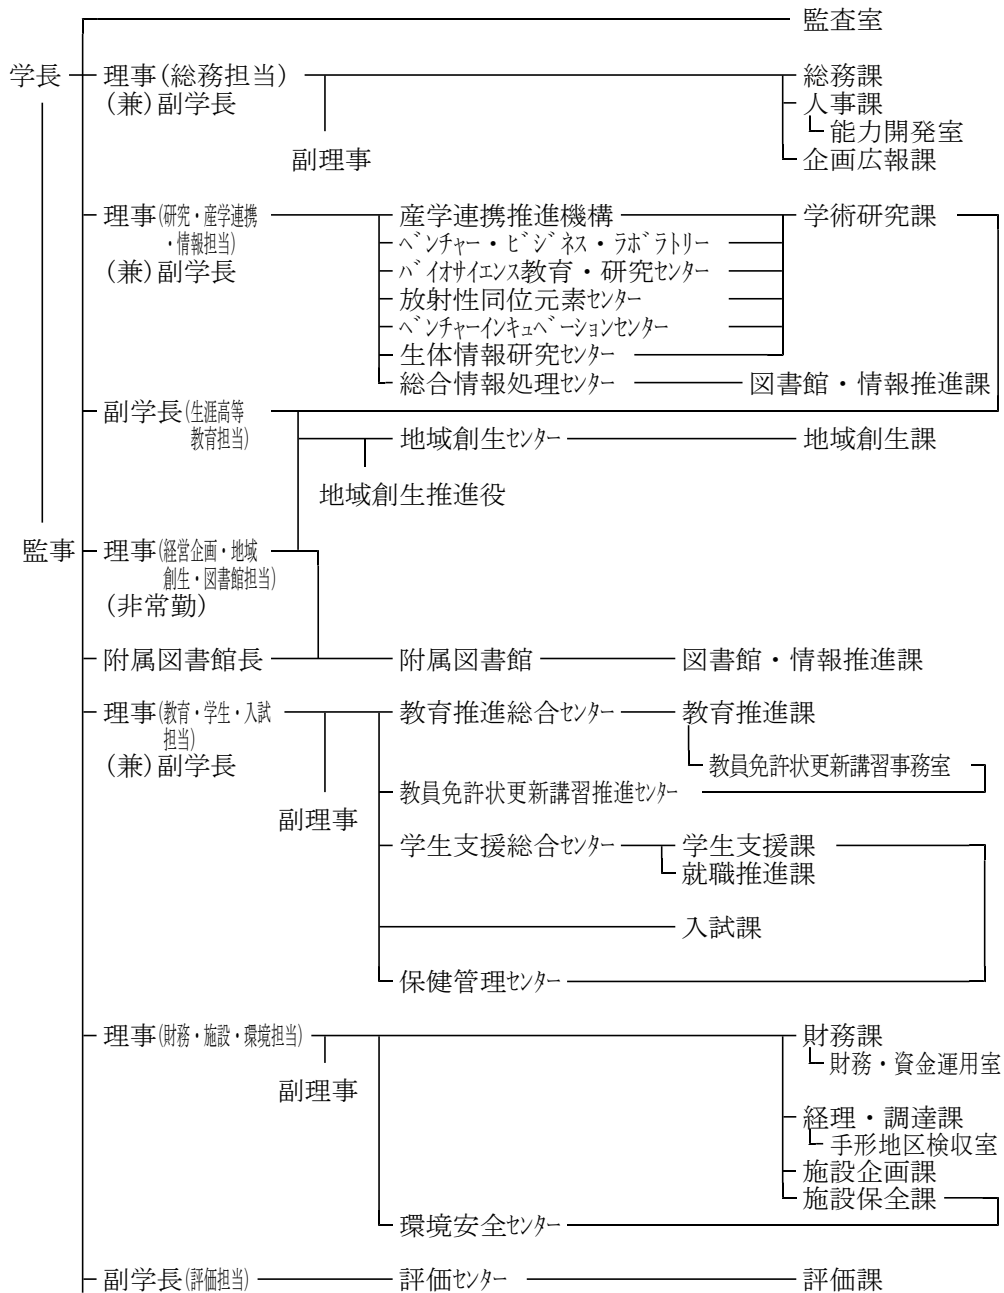 監査室
学長 理事(総務担当) 総務課
(兼)副学長 人事課
能力開発室
副理事 企画広報課
理事(研究・産学連携 産学連携推進機構 学術研究課
・情報担当) ベンチャー・ビジネス・ラボラトリー
(兼)副学長 バイオサイエンス教育・研究センター
放射性同位元素センター
ベンチャーインキュベーションセンター
生体情報研究センター
総合情報処理センター 図書館・情報推進課
副学長(生涯高等
教育担当) 地域創生センター 地域創生課
地域創生推進役
監事 理事(経営企画・地域
創生・図書館担当)
(非常勤)
附属図書館長 附属図書館 図書館・情報推進課
理事(教育・学生・入試 教育推進総合センター 教育推進課
担当)
(兼)副学長 教員免許状更新講習事務室
教員免許状更新講習推進センター
副理事
学生支援総合センター 学生支援課
就職推進課
入試課
保健管理センター
理事(財務・施設・環境担当) 財務課
財務・資金運用室
副理事
経理・調達課
手形地区検収室
施設企画課
施設保全課
環境安全センター
副学長(評価担当) 評価センター 評価課